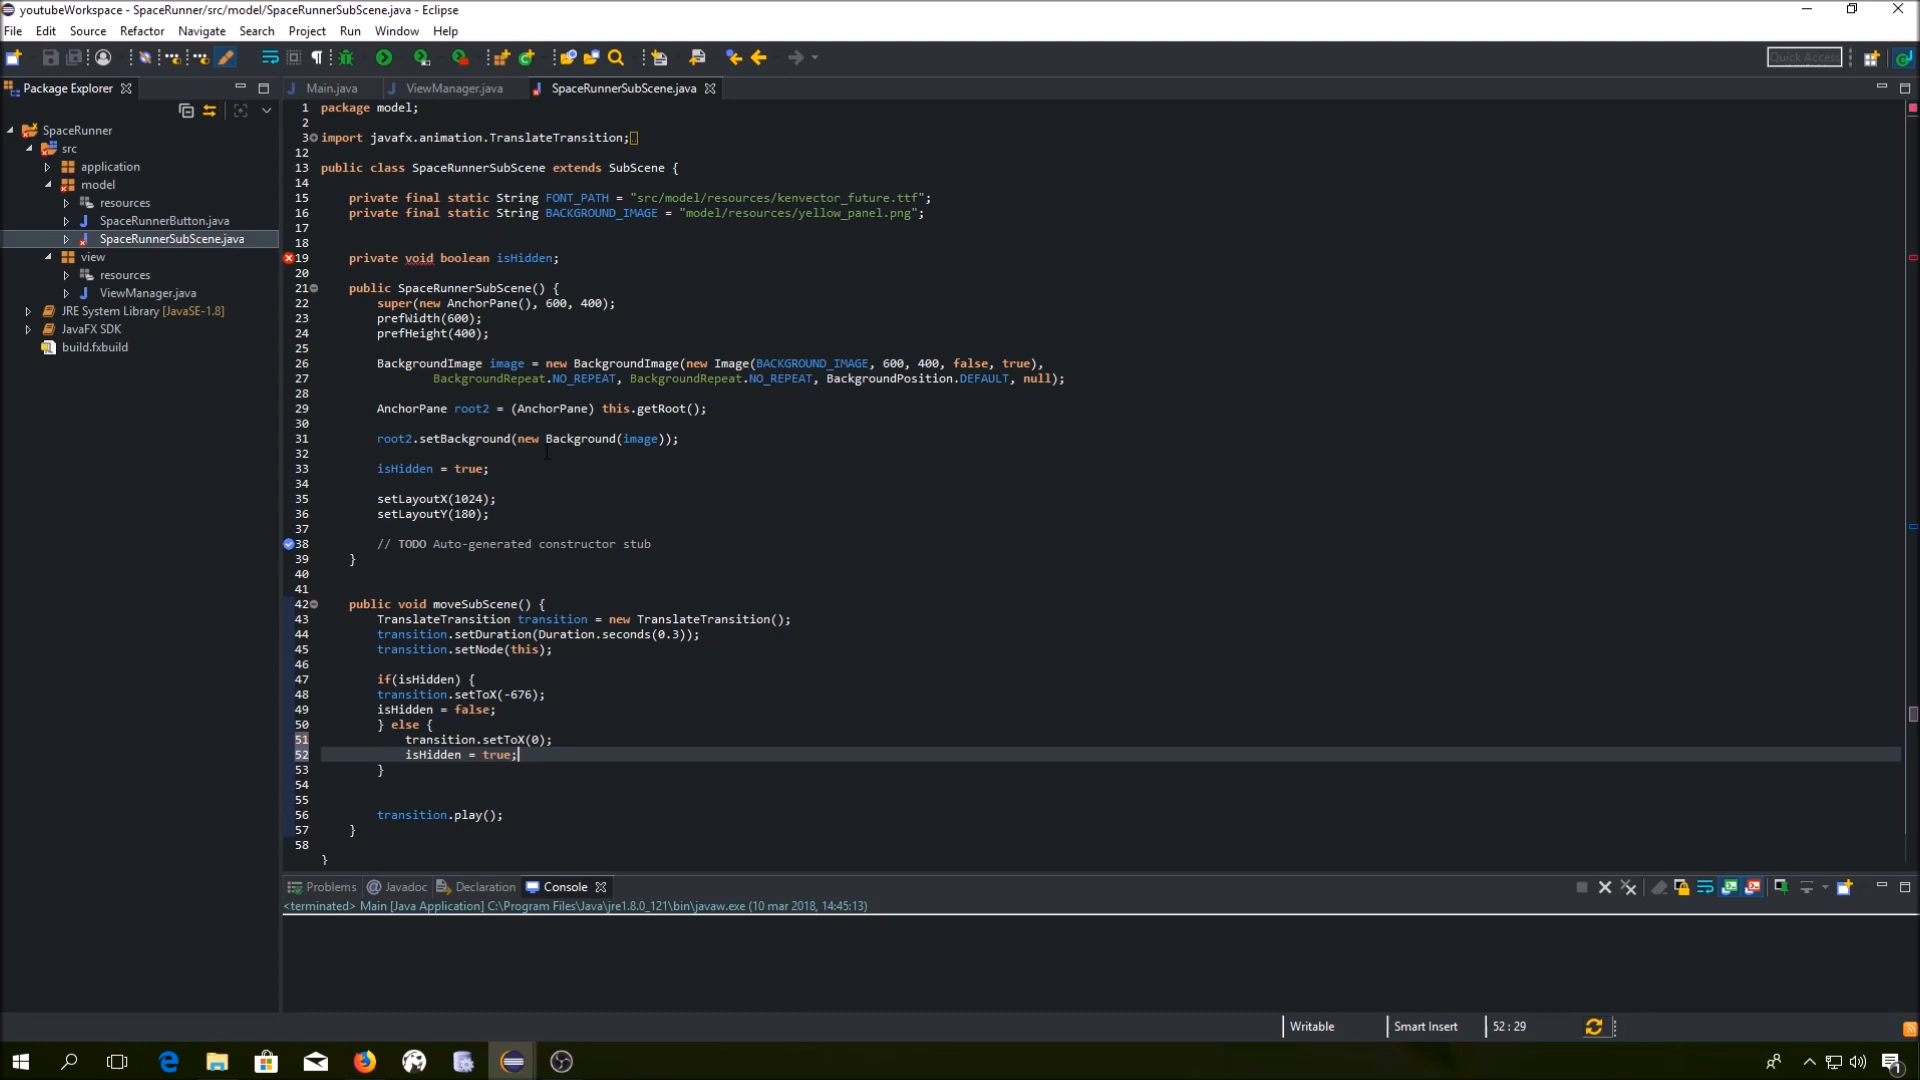 youtubeWorkspace - SpaceRunner/src/model/SpaceRunnerSubScene.java - Eclipse
File Edit Source Refactor Navigate Search Project Run Window Help
Quick Access
Package Explorer
SpaceRunner
src
application
model
resources
SpaceRunnerButton.java
SpaceRunnerSubScene.java
view
resources
ViewManager.java
JRE System Library [JavaSE-1.8]
JavaFX SDK
build.fxbuild
Main.java ViewManager.java SpaceRunnerSubScene.java
1 package model;
2
3 import javafx.animation.TranslateTransition;
12
13 public class SpaceRunnerSubScene extends SubScene {
14
15 private final static String FONT_PATH = "src/model/resources/kenvector_future.ttf";
16 private final static String BACKGROUND_IMAGE = "model/resources/yellow_panel.png";
17
18
19 private void boolean isHidden;
20
21 public SpaceRunnerSubScene() {
22 super(new AnchorPane(), 600, 400);
23 prefWidth(600);
24 prefHeight(400);
25
26 BackgroundImage image = new BackgroundImage(new Image(BACKGROUND_IMAGE, 600, 400, false, true),
27 BackgroundRepeat.NO_REPEAT, BackgroundRepeat.NO_REPEAT, BackgroundPosition.DEFAULT, null);
28
29 AnchorPane root2 = (AnchorPane) this.getRoot();
30
31 root2.setBackground(new Background(image));
32
33 isHidden = true;
34
35 setLayoutX(1024);
36 setLayoutY(180);
37
38 // TODO Auto-generated constructor stub
39 }
40
41
42 public void moveSubScene() {
43 TranslateTransition transition = new TranslateTransition();
44 transition.setDuration(Duration.seconds(0.3));
45 transition.setNode(this);
46
47 if(isHidden) {
48 transition.setToX(-676);
49 isHidden = false;
50 } else {
51 transition.setToX(0);
52 isHidden = true;
53 }
54
55
56 transition.play();
57 }
58
}
Problems @ Javadoc Declaration Console
<terminated> Main [Java Application] C:\Program Files\Java\jre1.8.0_121\bin\javaw.exe (10 mar 2018, 14:45:13)
Writable Smart Insert 52 : 29
1